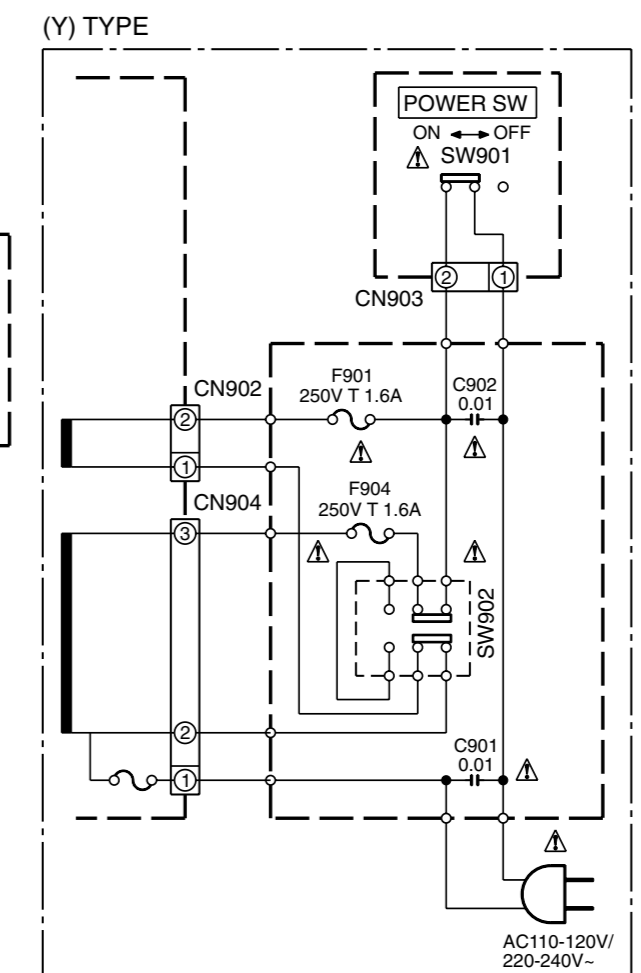 (Y) TYPE
POWER SW
ON ↔ OFF
⚠ SW901
2 1
CN903
CN902
F901
250V T 1.6A
C902
0.01
2
⚠
⚠
1
CN904
F904
250V T 1.6A
3
⚠
⚠
SW902
2
C901
0.01
⚠
1
⚠
AC110-120V/
220-240V~